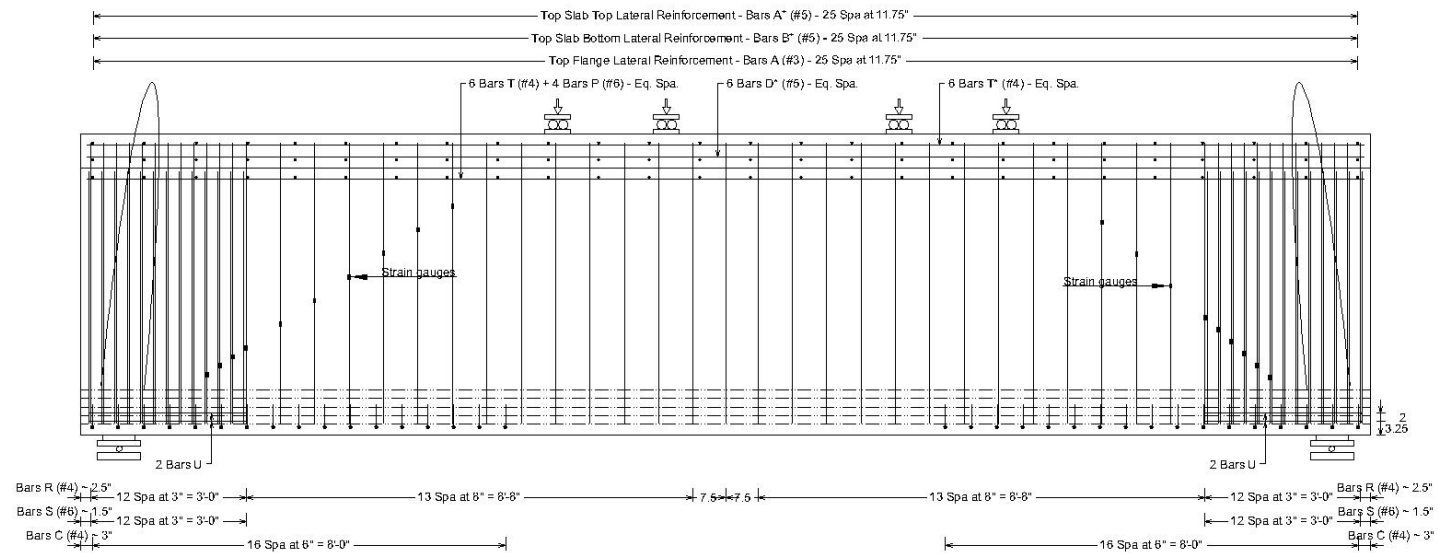 Top Slab Top Lateral Reinforcement - Bars A* (#5) - 25 Spa at 11.75"
Top Slab Bottom Lateral Reinforcement - Bars B* (#5) - 25 Spa at 11.75"
Top Flange Lateral Reinforcement - Bars A (#3) - 25 Spa at 11.75"
6 Bars T (#4) + 4 Bars P (#6) - Eq. Spa.
6 Bars D* (#5) - Eq. Spa.
6 Bars T* (#4) - Eq. Spa.
Strain gauges
Strain gauges
2
3.25
2 Bars U
2 Bars U
Bars R (#4) ~ 2.5"
12 Spa at 3" = 3'-0"
13 Spa at 8" = 8'-8"
7.5
7.5
13 Spa at 8" = 8'-8"
12 Spa at 3" = 3'-0"
Bars R (#4) ~ 2.5"
Bars S (#6) ~ 1.5"
12 Spa at 3" = 3'-0"
12 Spa at 3" = 3'-0"
Bars S (#6) ~ 1.5"
Bars C (#4) ~ 3"
16 Spa at 6" = 8'-0"
16 Spa at 6" = 8'-0"
Bars C (#4) ~ 3"